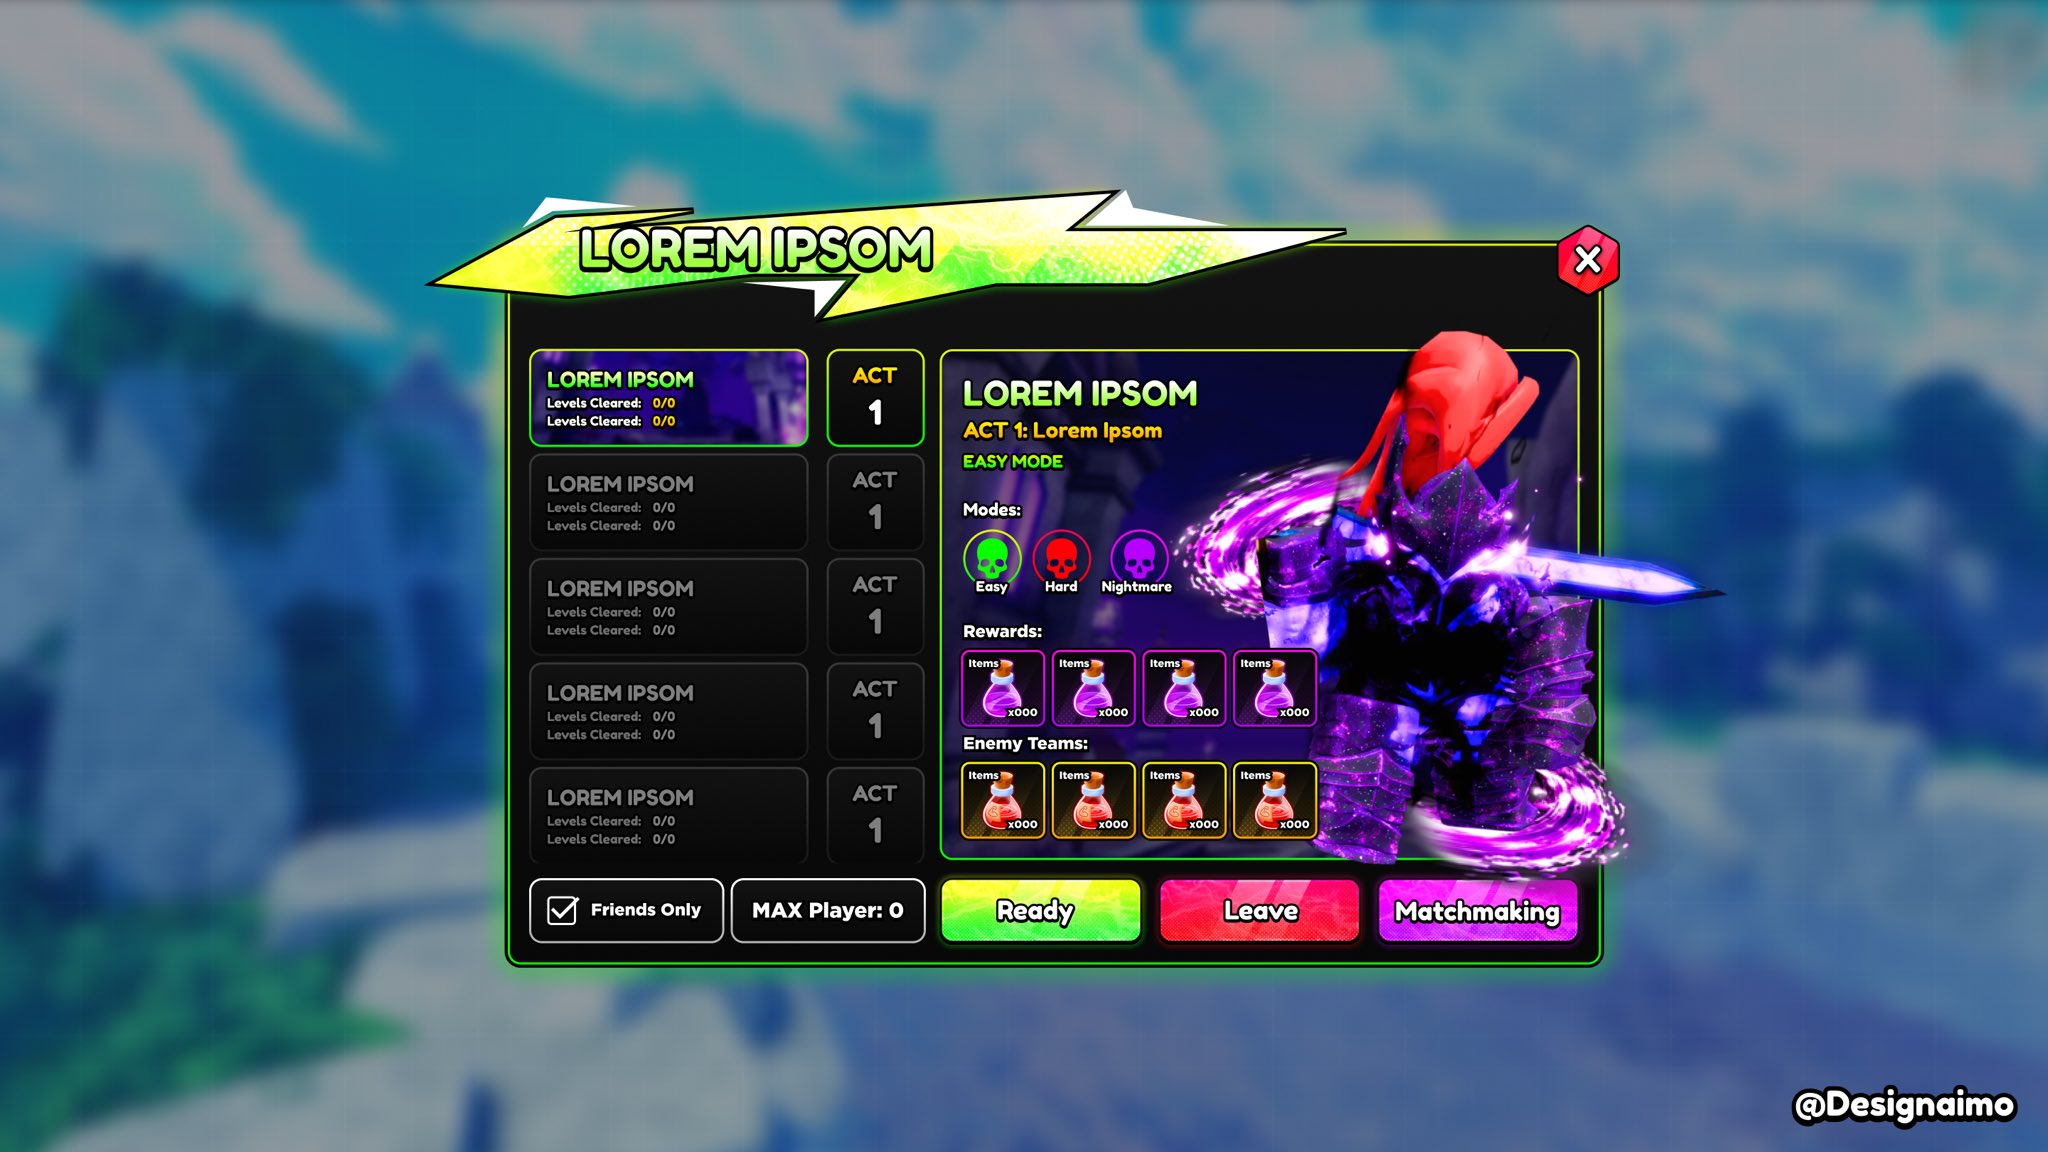 LOREM IPSOM
X
LOREM IPSOM
Levels Cleared: 0/0
Levels Cleared: 0/0
ACT
1
LOREM IPSOM
Levels Cleared: 0/0
Levels Cleared: 0/0
ACT
1
LOREM IPSOM
Levels Cleared: 0/0
Levels Cleared: 0/0
ACT
1
LOREM IPSOM
Levels Cleared: 0/0
Levels Cleared: 0/0
ACT
1
LOREM IPSOM
Levels Cleared: 0/0
Levels Cleared: 0/0
ACT
1
Friends Only
MAX Player: 0
LOREM IPSOM
ACT 1: Lorem Ipsom
EASY MODE
Modes:
Easy
Hard
Nightmare
Rewards:
Items x000
Items x000
Items x000
Items x000
Enemy Teams:
Items x000
Items x000
Items x000
Items x000
Ready
Leave
Matchmaking
@Designaimo